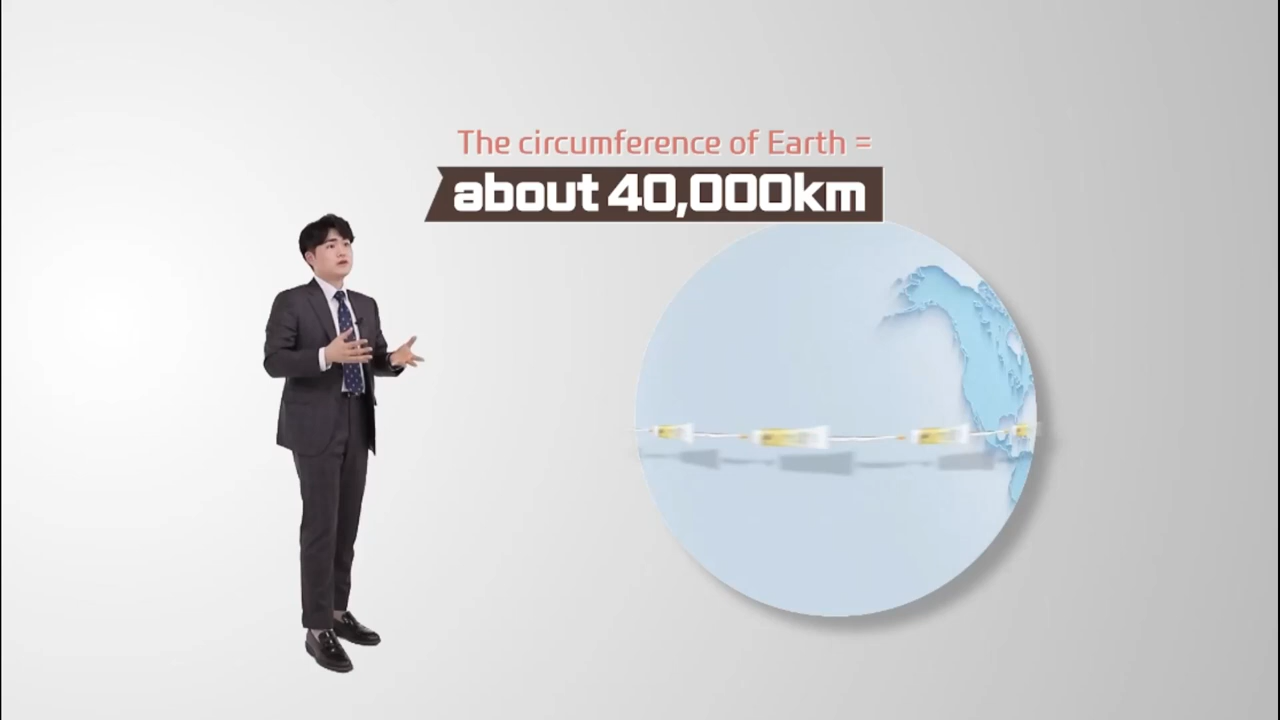 The circumference of Earth =
about 40,000km